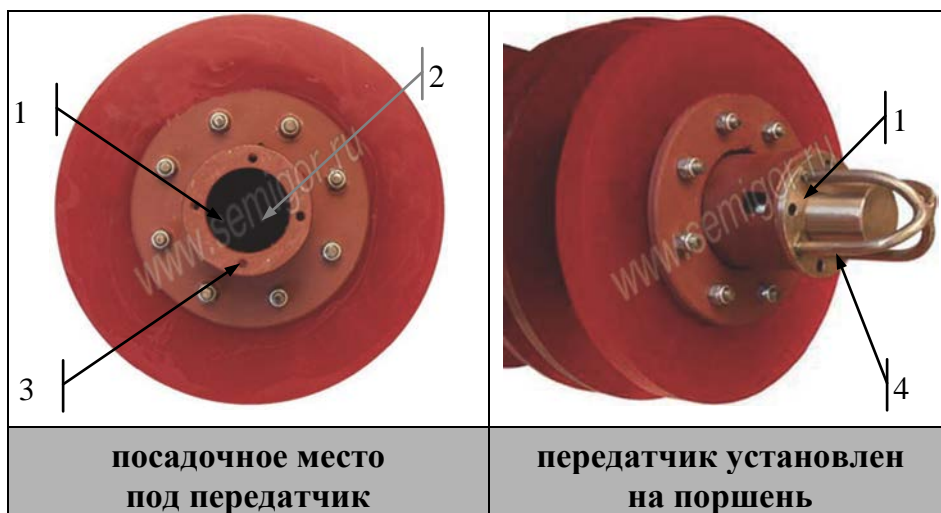 1
2
www.semigor.ru
3
1
www.semigor.ru
4
посадочное место
под передатчик
передатчик установлен
на поршень